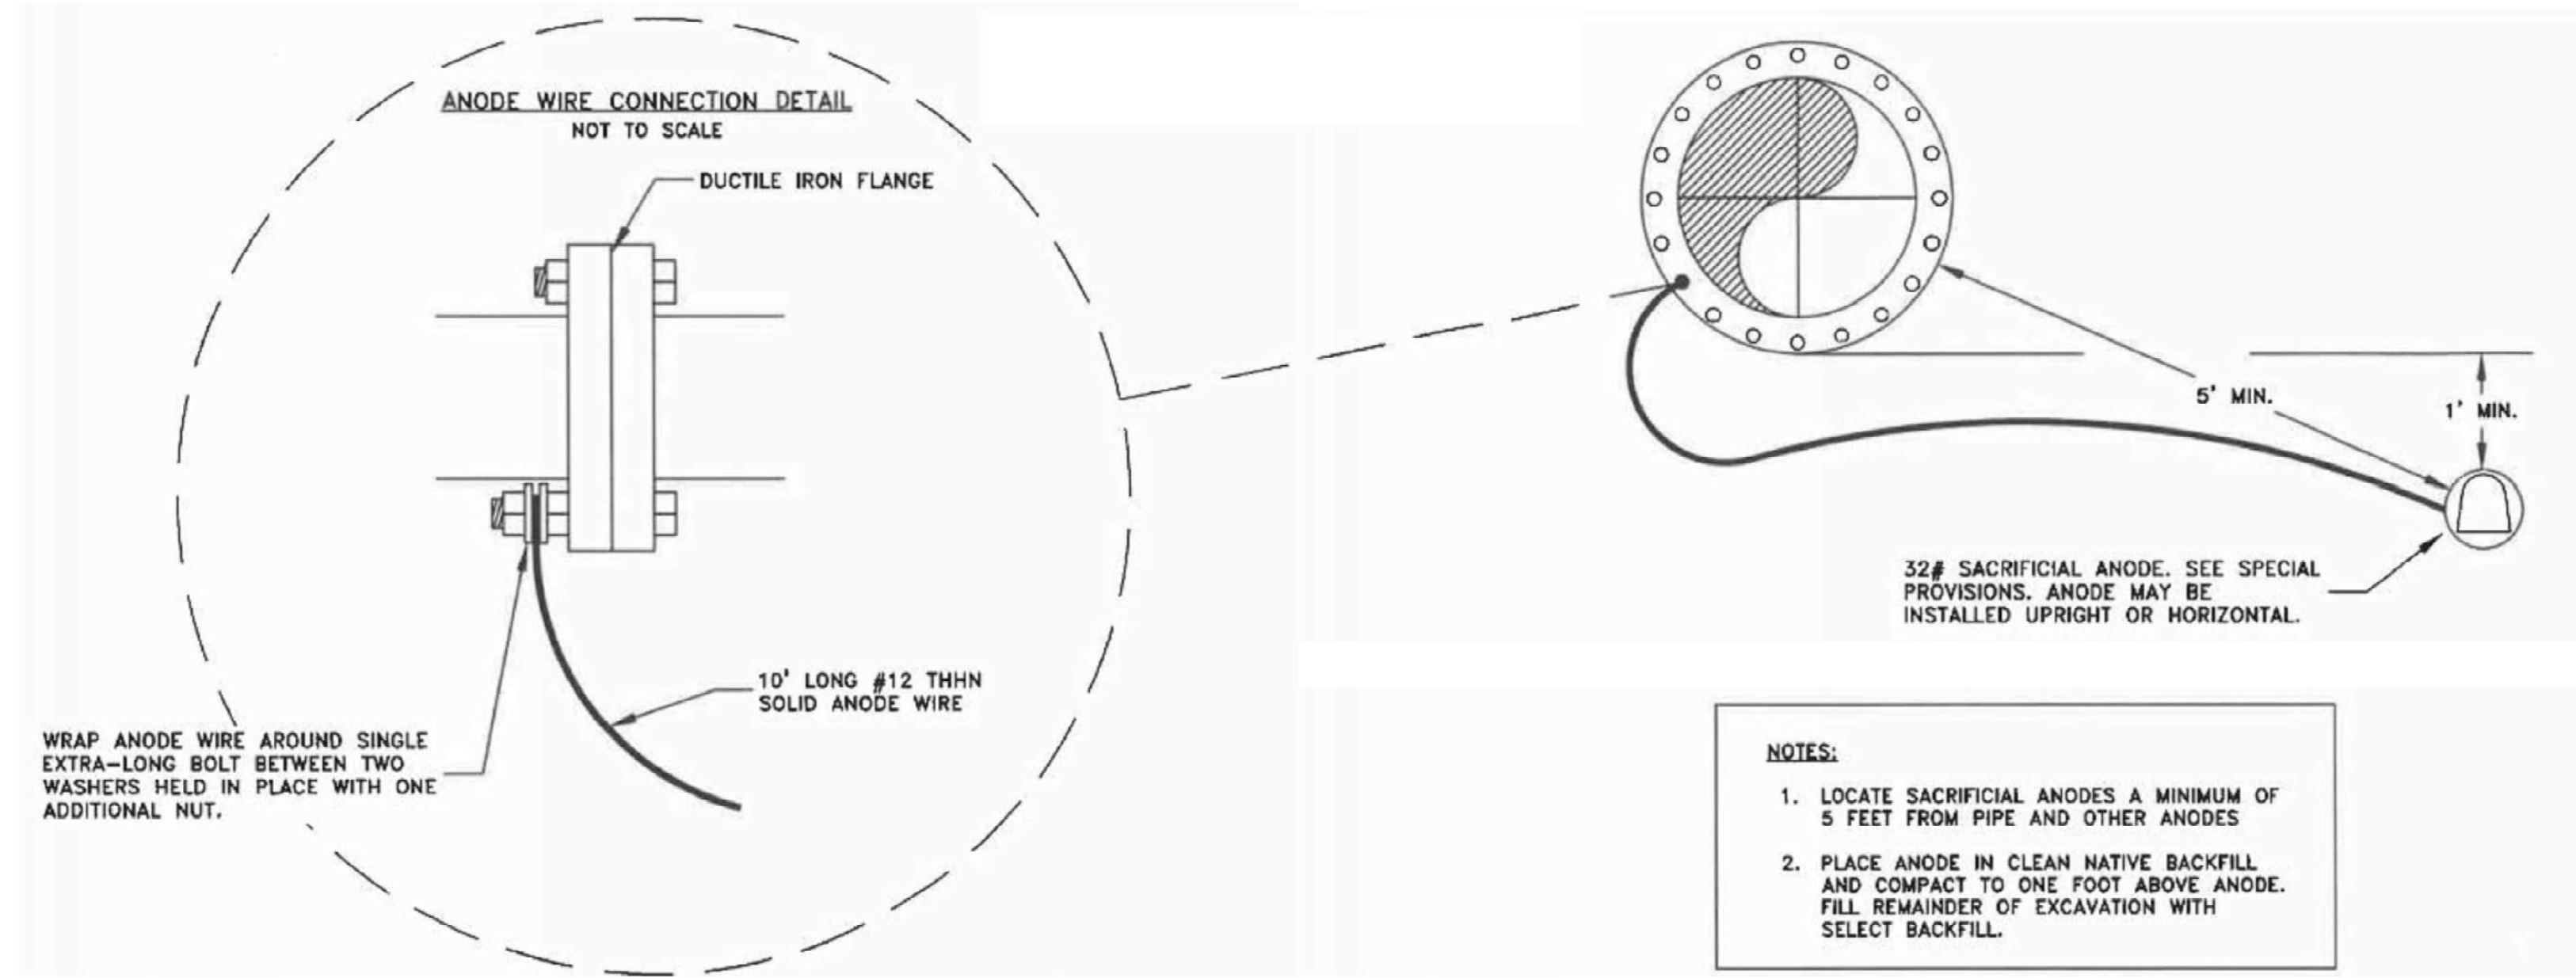 ANODE WIRE CONNECTION DETAIL
NOT TO SCALE
DUCTILE IRON FLANGE
10' LONG #12 THHN
SOLID ANODE WIRE
WRAP ANODE WIRE AROUND SINGLE
EXTRA-LONG BOLT BETWEEN TWO
WASHERS HELD IN PLACE WITH ONE
ADDITIONAL NUT.
5' MIN.
1' MIN.
32# SACRIFICIAL ANODE. SEE SPECIAL
PROVISIONS. ANODE MAY BE
INSTALLED UPRIGHT OR HORIZONTAL.
NOTES:
1. LOCATE SACRIFICIAL ANODES A MINIMUM OF
5 FEET FROM PIPE AND OTHER ANODES
2. PLACE ANODE IN CLEAN NATIVE BACKFILL
AND COMPACT TO ONE FOOT ABOVE ANODE.
FILL REMAINDER OF EXCAVATION WITH
SELECT BACKFILL.